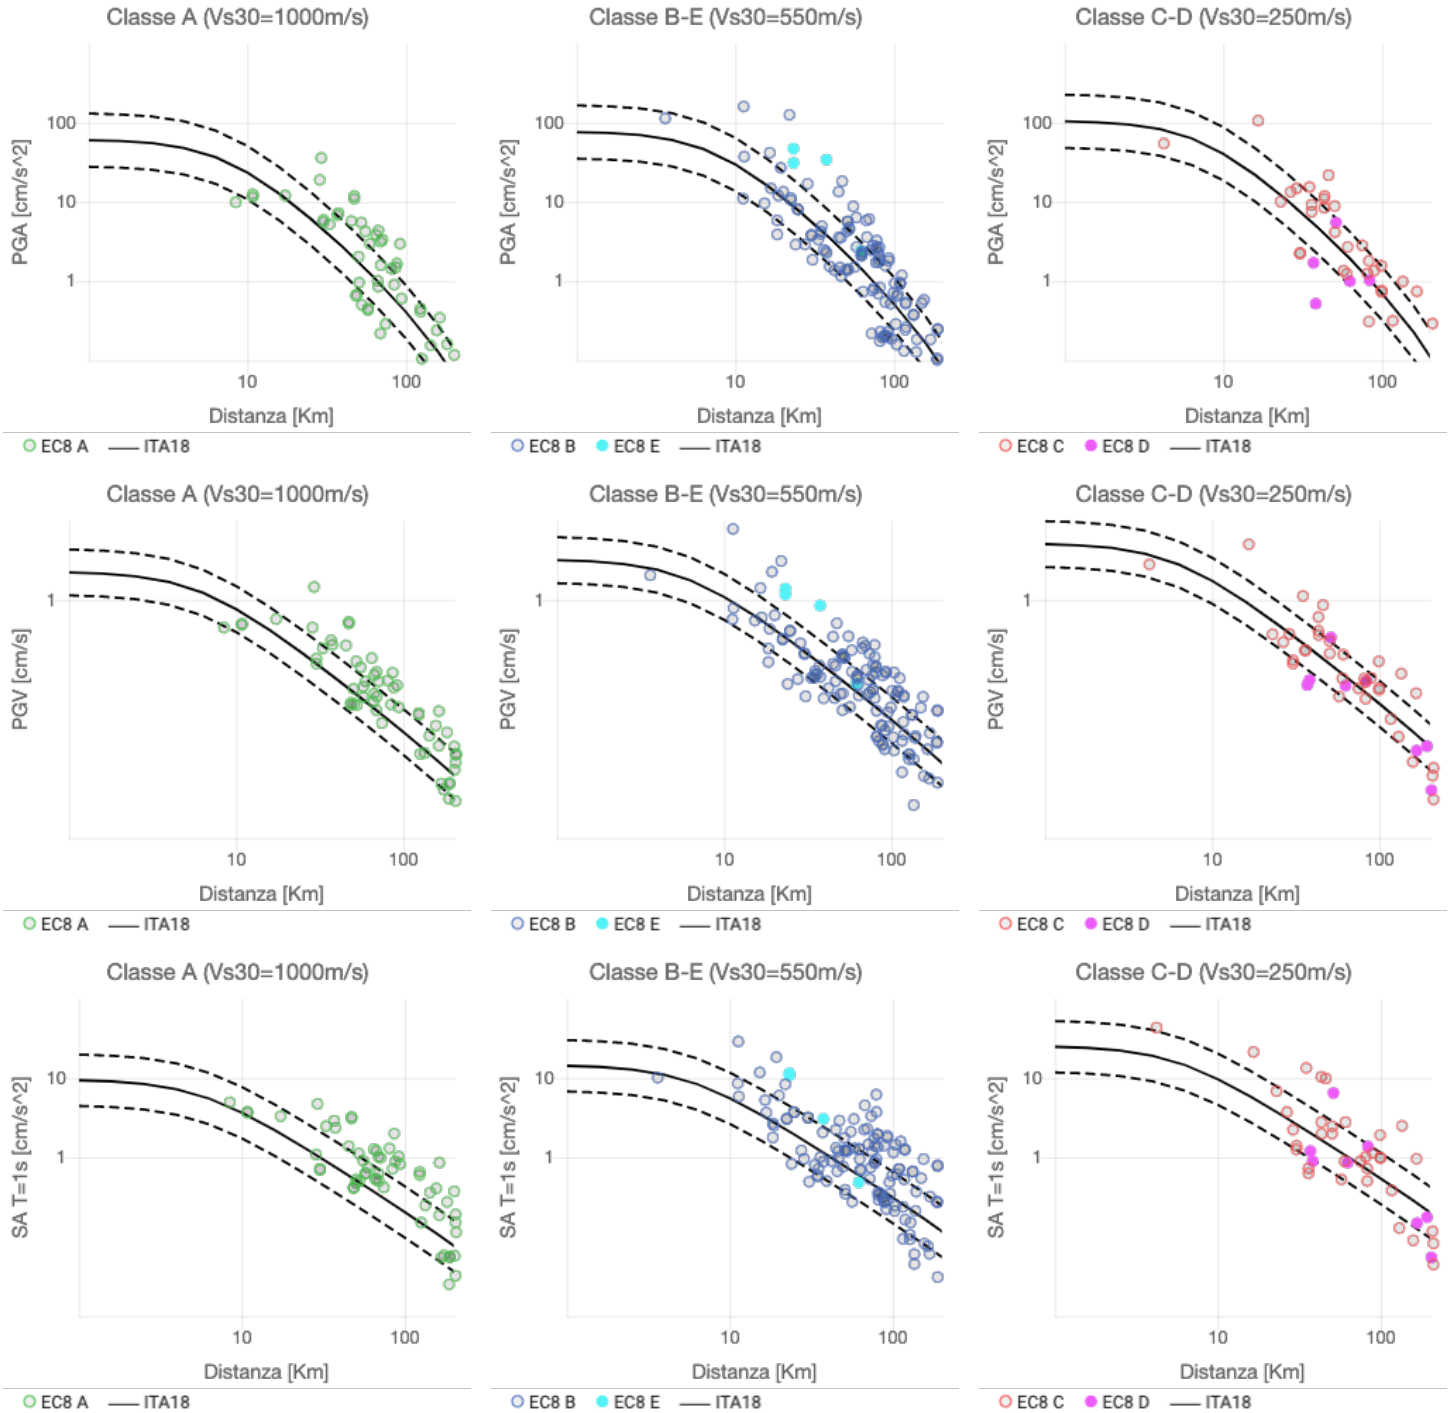 Classe A (Vs30=1000m/s)
PGA [cm/s^2]
100
10
1
10 100
Distanza [Km]
EC8 A ITA18
Classe B-E (Vs30=550m/s)
PGA [cm/s^2]
100
10
1
10 100
Distanza [Km]
EC8 B EC8 E ITA18
Classe C-D (Vs30=250m/s)
PGA [cm/s^2]
100
10
1
10 100
Distanza [Km]
EC8 C EC8 D ITA18
Classe A (Vs30=1000m/s)
PGV [cm/s]
1
10 100
Distanza [Km]
EC8 A ITA18
Classe B-E (Vs30=550m/s)
PGV [cm/s]
1
10 100
Distanza [Km]
EC8 B EC8 E ITA18
Classe C-D (Vs30=250m/s)
PGV [cm/s]
1
10 100
Distanza [Km]
EC8 C EC8 D ITA18
Classe A (Vs30=1000m/s)
SA T=1s [cm/s^2]
10
1
10 100
Distanza [Km]
EC8 A ITA18
Classe B-E (Vs30=550m/s)
SA T=1s [cm/s^2]
10
1
10 100
Distanza [Km]
EC8 B EC8 E ITA18
Classe C-D (Vs30=250m/s)
SA T=1s [cm/s^2]
10
1
10 100
Distanza [Km]
EC8 C EC8 D ITA18